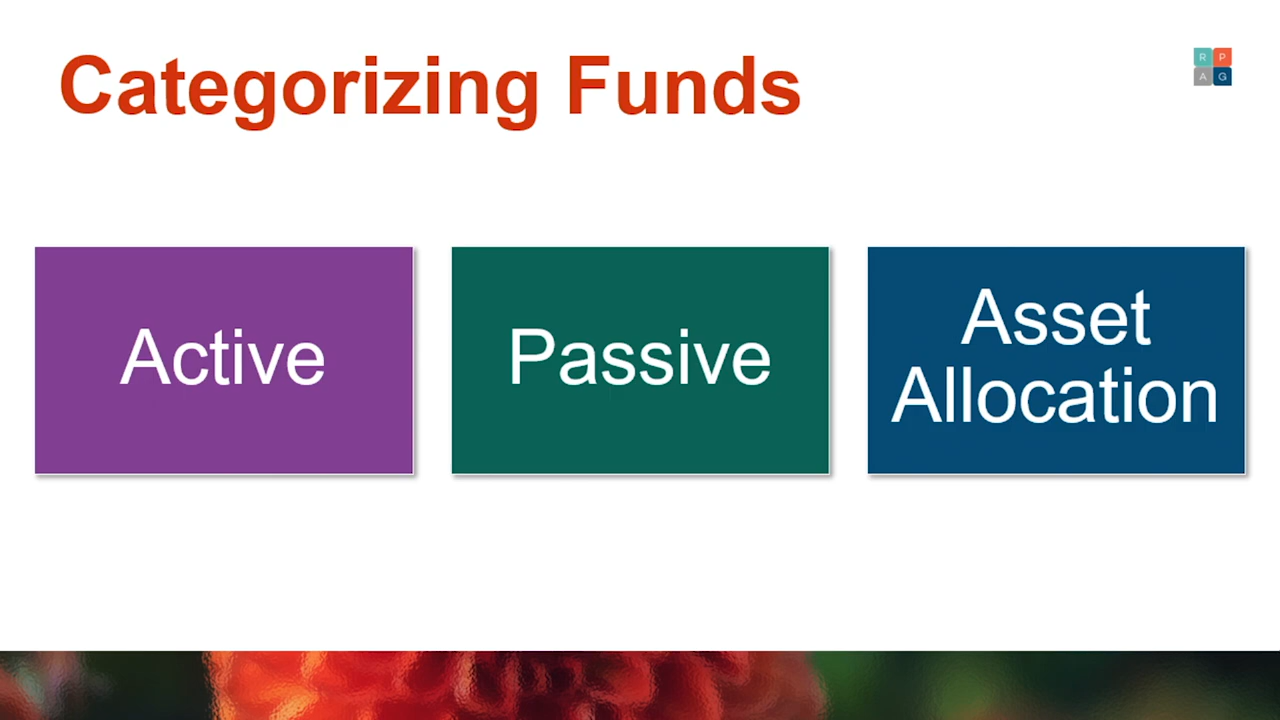 Categorizing Funds
R P
A G
Active
Passive
Asset
Allocation